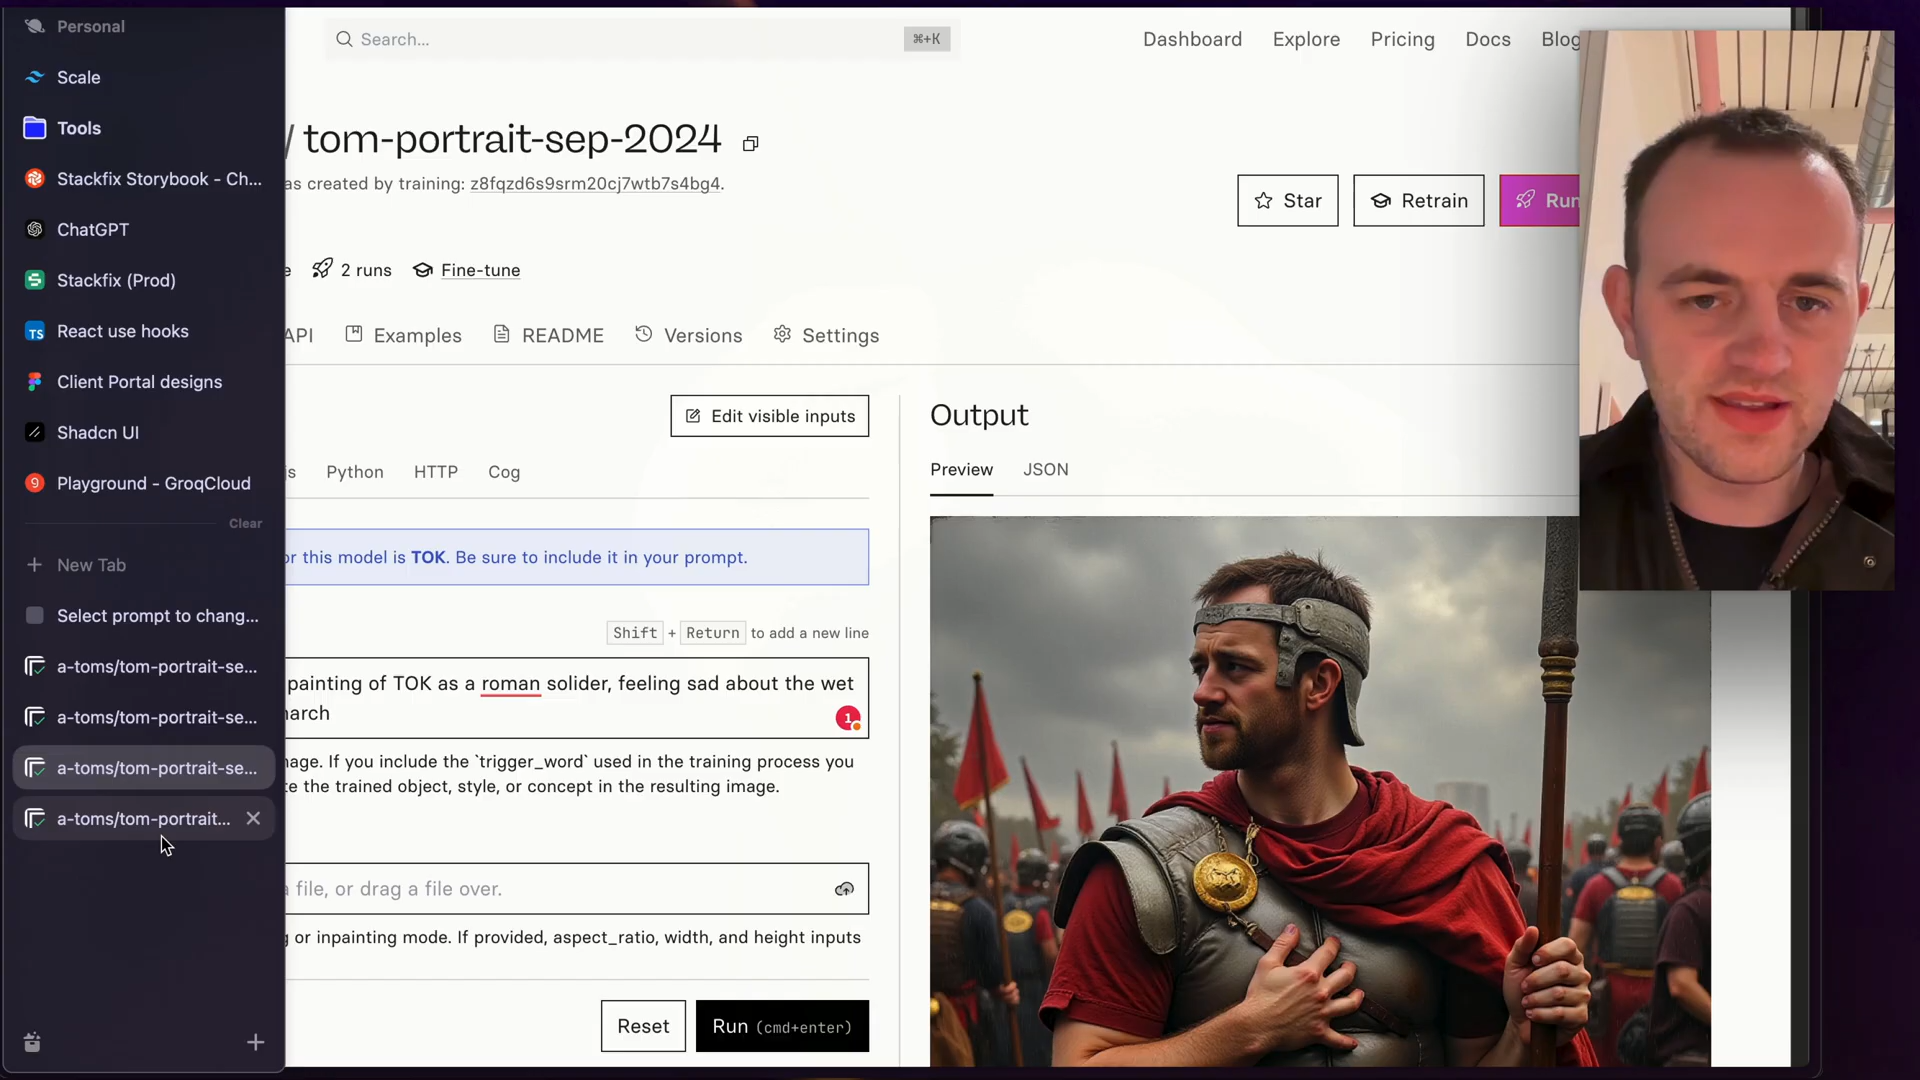 Personal
Scale
Tools
Stackfix Storybook - Ch...
ChatGPT
Stackfix (Prod)
React use hooks
Client Portal designs
Shadcn UI
Playground - GroqCloud
Clear
New Tab
Select prompt to chang...
a-toms/tom-portrait-se...
a-toms/tom-portrait-se...
a-toms/tom-portrait-se...
a-toms/tom-portrait...
Search...
⌘+K
Dashboard
Explore
Pricing
Docs
Blog
/ tom-portrait-sep-2024
as created by training: z8fqzd6s9srm20cj7wtb7s4bg4.
Star
Retrain
Run
2 runs
Fine-tune
API
Examples
README
Versions
Settings
Edit visible inputs
js
Python
HTTP
Cog
or this model is TOK. Be sure to include it in your prompt.
Shift + Return to add a new line
painting of TOK as a roman solider, feeling sad about the wet
march
1
nage. If you include the `trigger_word` used in the training process you
te the trained object, style, or concept in the resulting image.
a file, or drag a file over.
g or inpainting mode. If provided, aspect_ratio, width, and height inputs
Reset
Run (cmd+enter)
Output
Preview
JSON